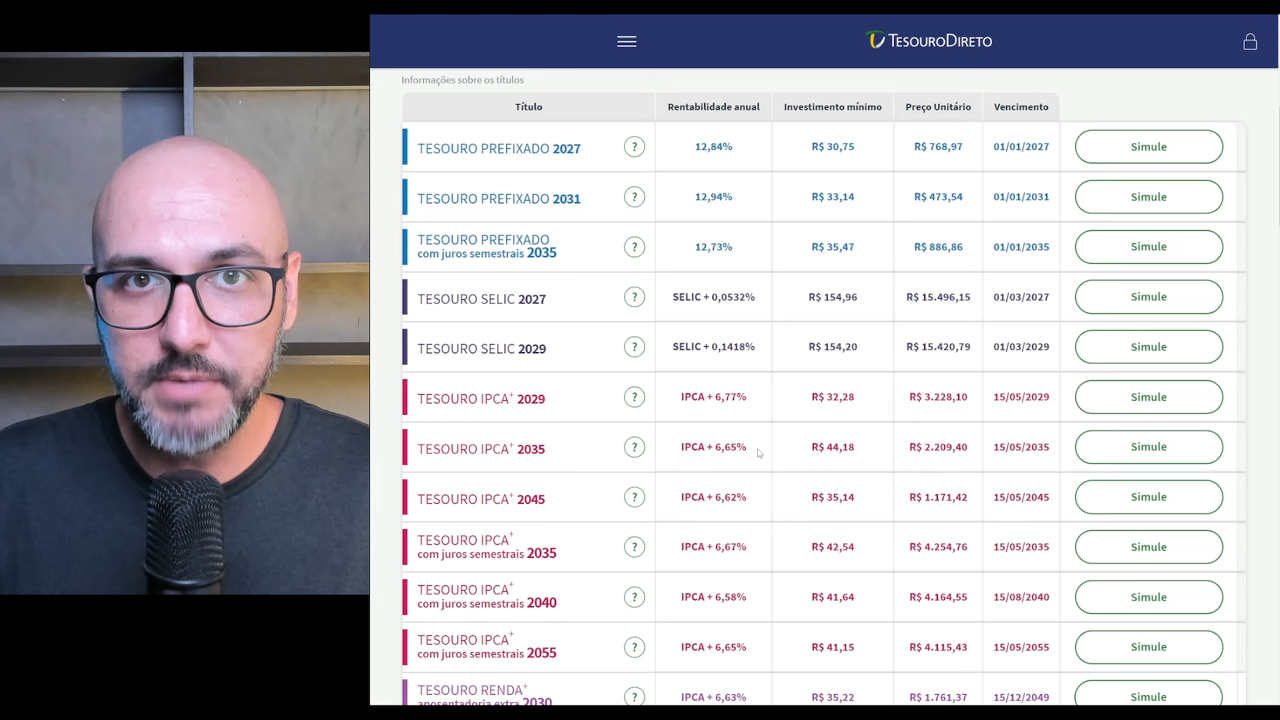 TESOURODIRETO
Informações sobre os títulos
Título Rentabilidade anual Investimento mínimo Preço Unitário Vencimento
TESOURO PREFIXADO 2027 ? 12,84% R$ 30,75 R$ 768,97 01/01/2027 Simule
TESOURO PREFIXADO 2031 ? 12,94% R$ 33,14 R$ 473,54 01/01/2031 Simule
TESOURO PREFIXADO
com juros semestrais 2035 ? 12,73% R$ 35,47 R$ 886,86 01/01/2035 Simule
TESOURO SELIC 2027 ? SELIC + 0,0532% R$ 154,96 R$ 15.496,15 01/03/2027 Simule
TESOURO SELIC 2029 ? SELIC + 0,1418% R$ 154,20 R$ 15.420,79 01/03/2029 Simule
TESOURO IPCA+ 2029 ? IPCA + 6,77% R$ 32,28 R$ 3.228,10 15/05/2029 Simule
TESOURO IPCA+ 2035 ? IPCA + 6,65% R$ 44,18 R$ 2.209,40 15/05/2035 Simule
TESOURO IPCA+ 2045 ? IPCA + 6,62% R$ 35,14 R$ 1.171,42 15/05/2045 Simule
TESOURO IPCA+
com juros semestrais 2035 ? IPCA + 6,67% R$ 42,54 R$ 4.254,76 15/05/2035 Simule
TESOURO IPCA+
com juros semestrais 2040 ? IPCA + 6,58% R$ 41,64 R$ 4.164,55 15/08/2040 Simule
TESOURO IPCA+
com juros semestrais 2055 ? IPCA + 6,65% R$ 41,15 R$ 4.115,43 15/05/2055 Simule
TESOURO RENDA+
aposentadoria extra 2030 ? IPCA + 6,63% R$ 35,22 R$ 1.761,37 15/12/2049 Simule